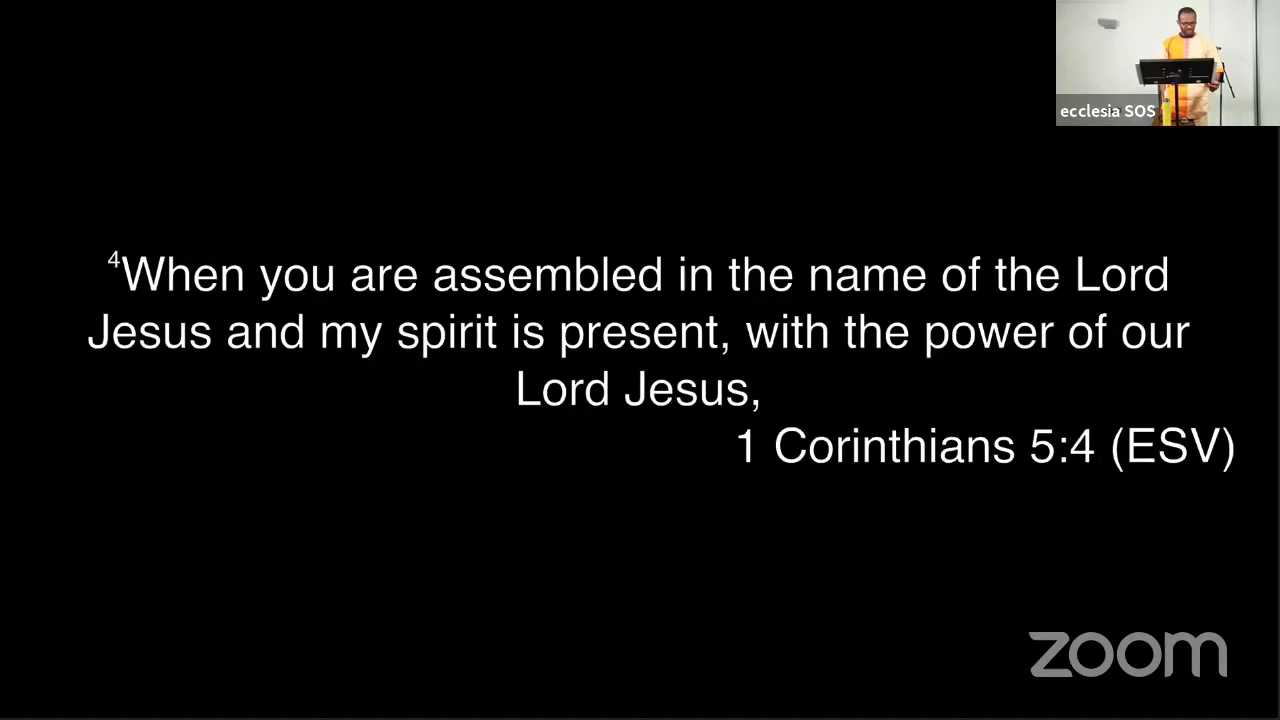 ecclesia SOS
⁴When you are assembled in the name of the Lord
Jesus and my spirit is present, with the power of our
Lord Jesus,
1 Corinthians 5:4 (ESV)
zoom